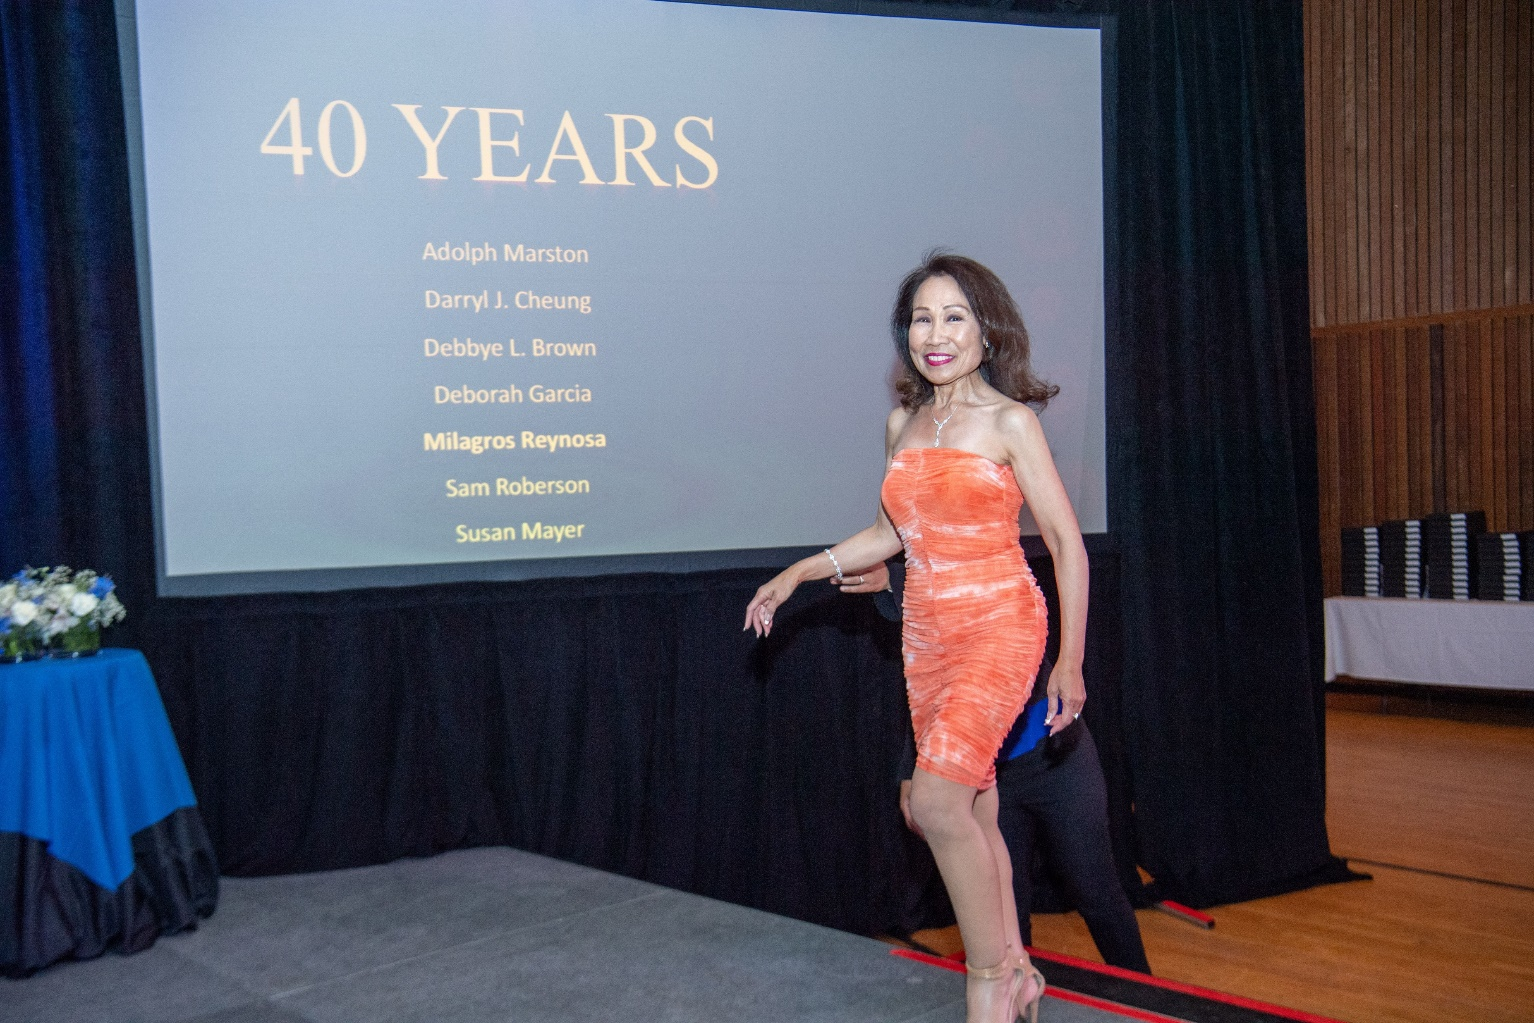 40 YEARS
Adolph Marston
Darryl J. Cheung
Debbye L. Brown
Deborah Garcia
Milagros Reynosa
Sam Roberson
Susan Mayer